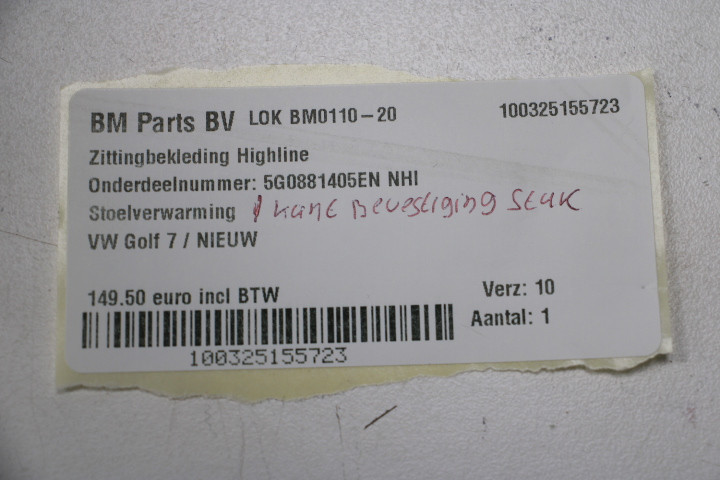 BM Parts BV LOK BM0110-20 100325155723
Zittingbekleding Highline
Onderdeelnummer: 5G0881405EN NHI
Stoelverwarming 1 kant Bevestiging stuk
VW Golf 7 / NIEUW
149.50 euro incl BTW Verz: 10
Aantal: 1
100325155723